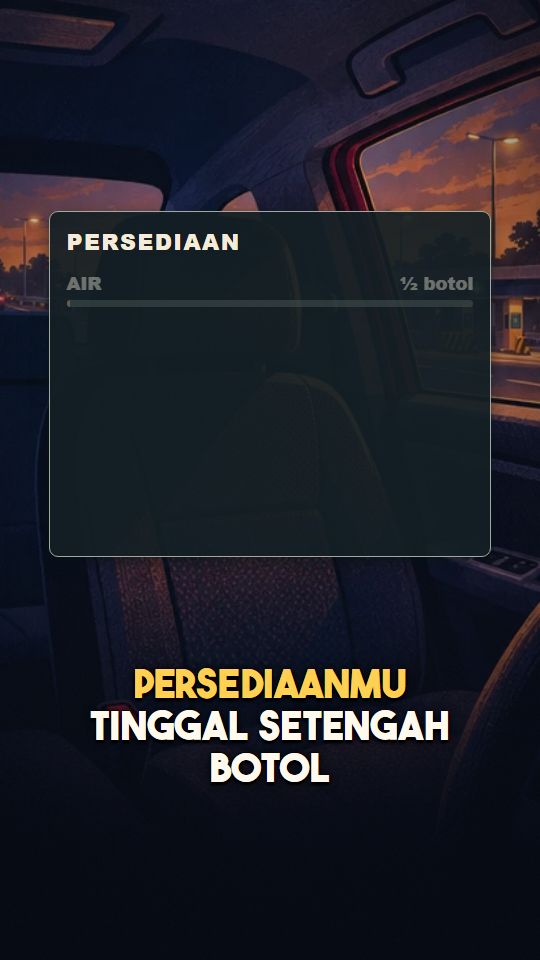 PERSEDIAAN
AIR ½ botol
PERSEDIAANMU
TINGGAL SETENGAH
BOTOL